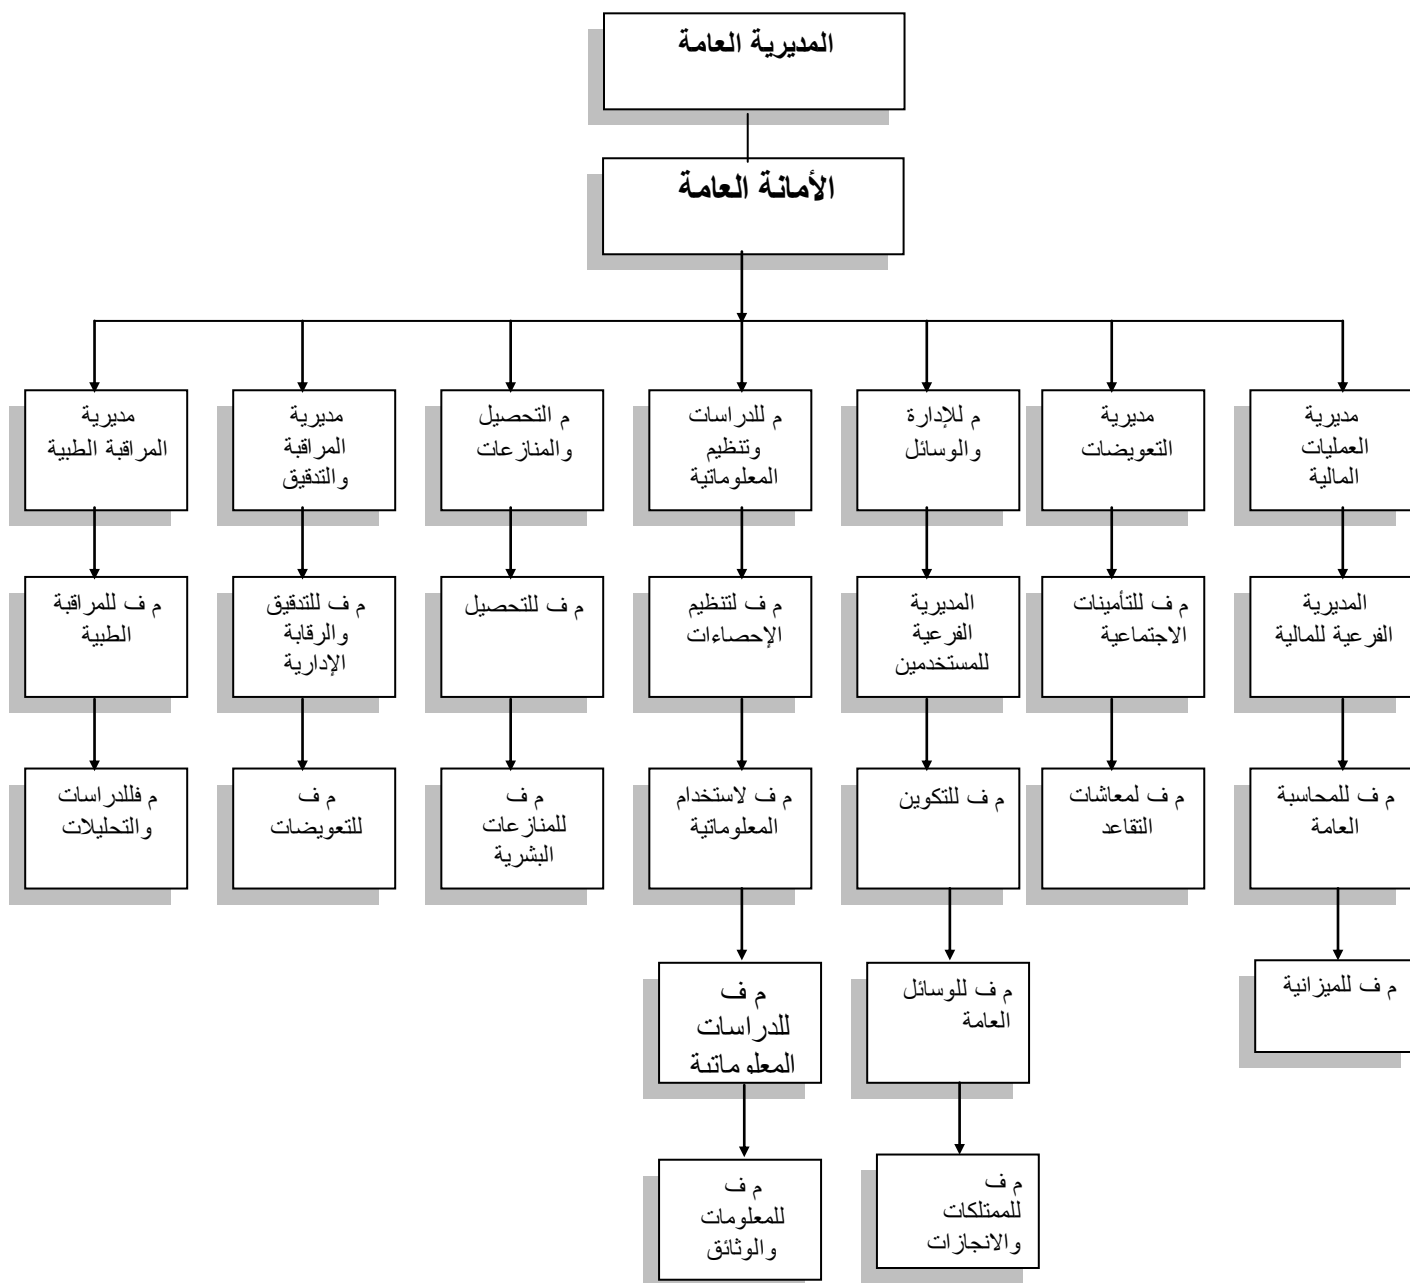 المديرية العامة
الأمانة العامة
مديرية
العمليات
المالية
مديرية
التعويضات
م للإدارة
والوسائل
م للدراسات
وتنظيم
المعلوماتية
م التحصيل
والمنازعات
مديرية
المراقبة
والتدقيق
مديرية
المراقبة الطبية
المديرية
الفرعية للمالية
م ف للتأمينات
الاجتماعية
المديرية
الفرعية
للمستخدمين
م ف لتنظيم
الإحصاءات
م ف للتحصيل
م ف للتدقيق
والرقابة
الإدارية
م ف للمراقبة
الطبية
م ف للمحاسبة
العامة
م ف لمعاشات
التقاعد
م ف للتكوين
م ف لاستخدام
المعلوماتية
م ف
للمنازعات
البشرية
م ف
للتعويضات
م فللدراسات
والتحليلات
م ف للميزانية
م ف للوسائل
العامة
م ف
للدراسات
المعلوماتية
م ف
للممتلكات
والانجازات
م ف
للمعلومات
والوثائق